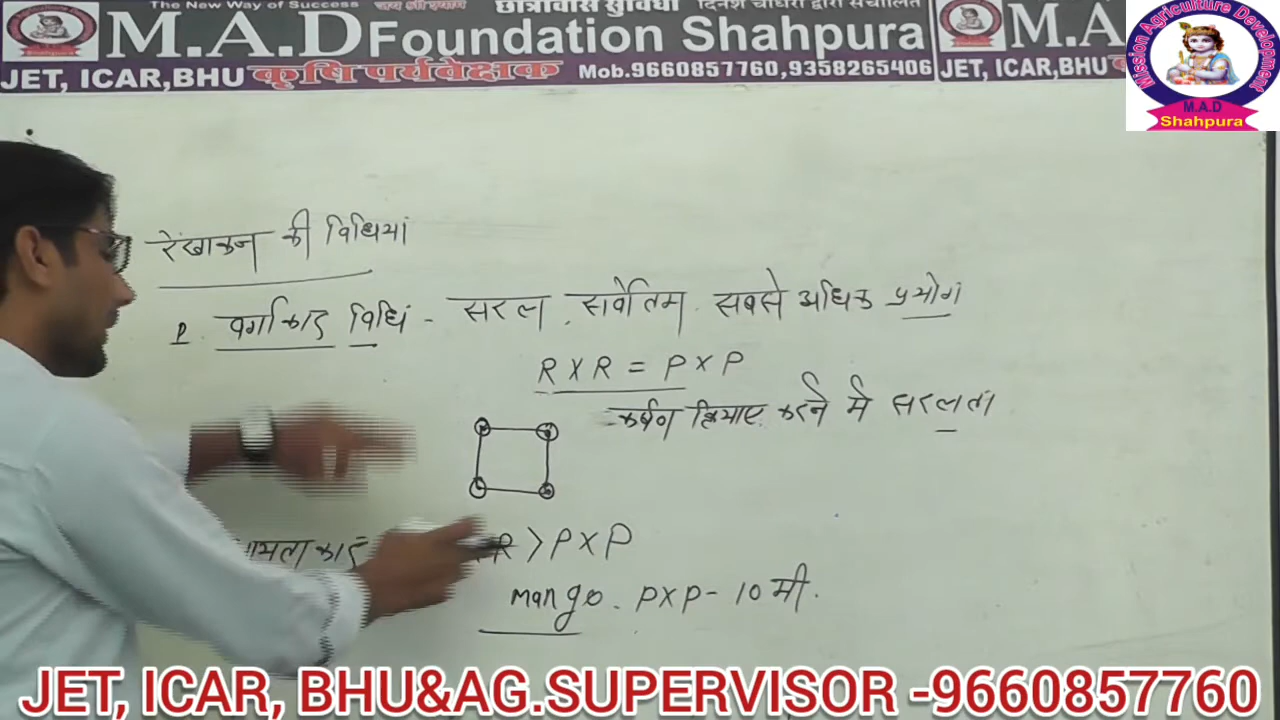 The New Way of Success जय श्री श्याम छात्रावास सुविधा दिनेश चौधरी द्वारा संचालित
M.A.D Foundation Shahpura M.A
JET, ICAR, BHU कृषि पर्यवेक्षक Mob.9660857760,9358265406 JET, ICAR,BHU
Mission Agriculture Development
M.A.D
Shahpura
रेंखाकन की विधियां
1. वर्गाकार विधि - सरल, सर्वोतम. सबसे अधिक प्रयोग
R X R = P X P
कर्षण क्रियाए करने मे सरलता
यताकार R > P X P
mango. P X P - 10 मी.
JET, ICAR, BHU&AG.SUPERVISOR -9660857760